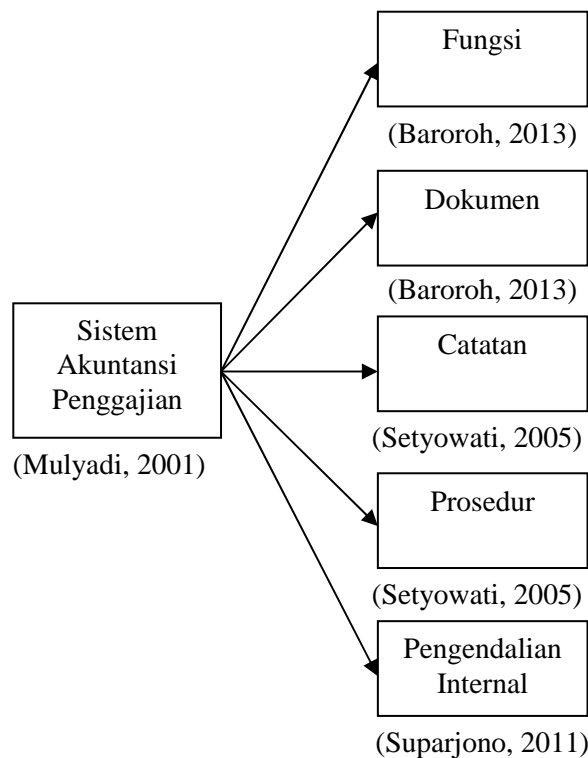 Fungsi
(Baroroh, 2013)
Dokumen
(Baroroh, 2013)
Sistem
Akuntansi
Penggajian
(Mulyadi, 2001)
Catatan
(Setyowati, 2005)
Prosedur
(Setyowati, 2005)
Pengendalian
Internal
(Suparjono, 2011)